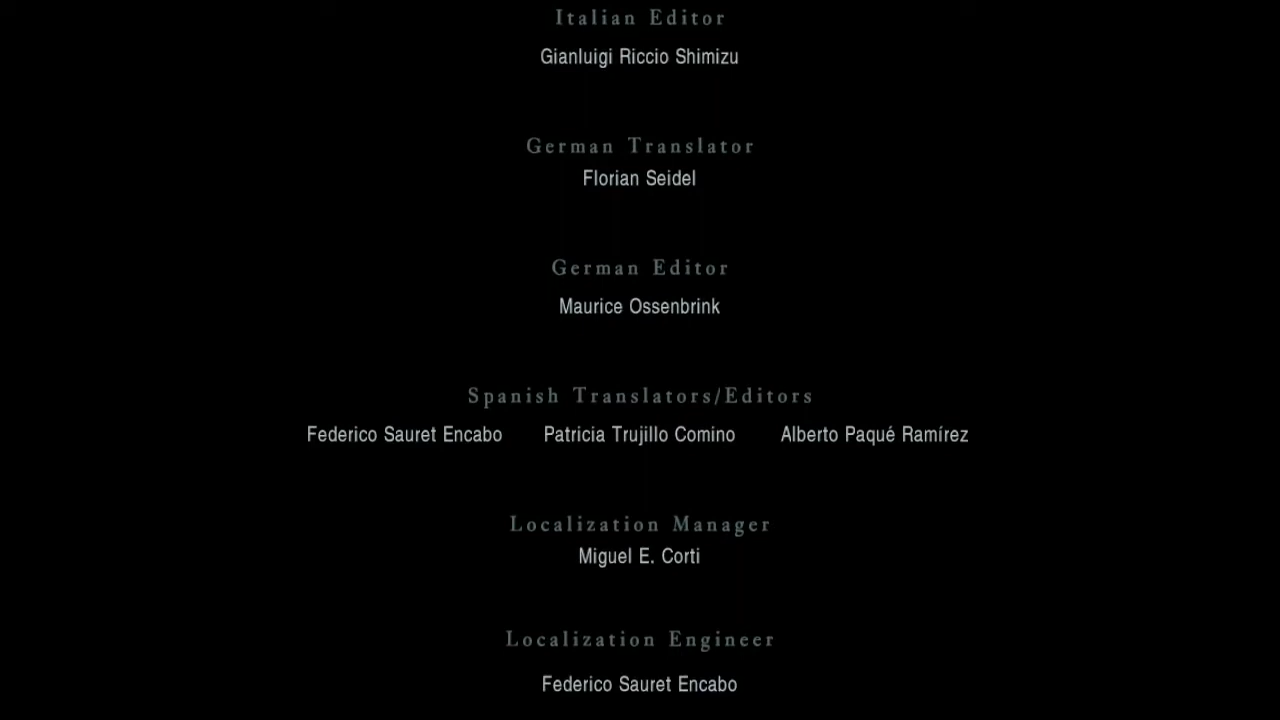 Italian Editor
Gianluigi Riccio Shimizu
German Translator
Florian Seidel
German Editor
Maurice Ossenbrink
Spanish Translators/Editors
Federico Sauret Encabo Patricia Trujillo Comino Alberto Paqué Ramírez
Localization Manager
Miguel E. Corti
Localization Engineer
Federico Sauret Encabo